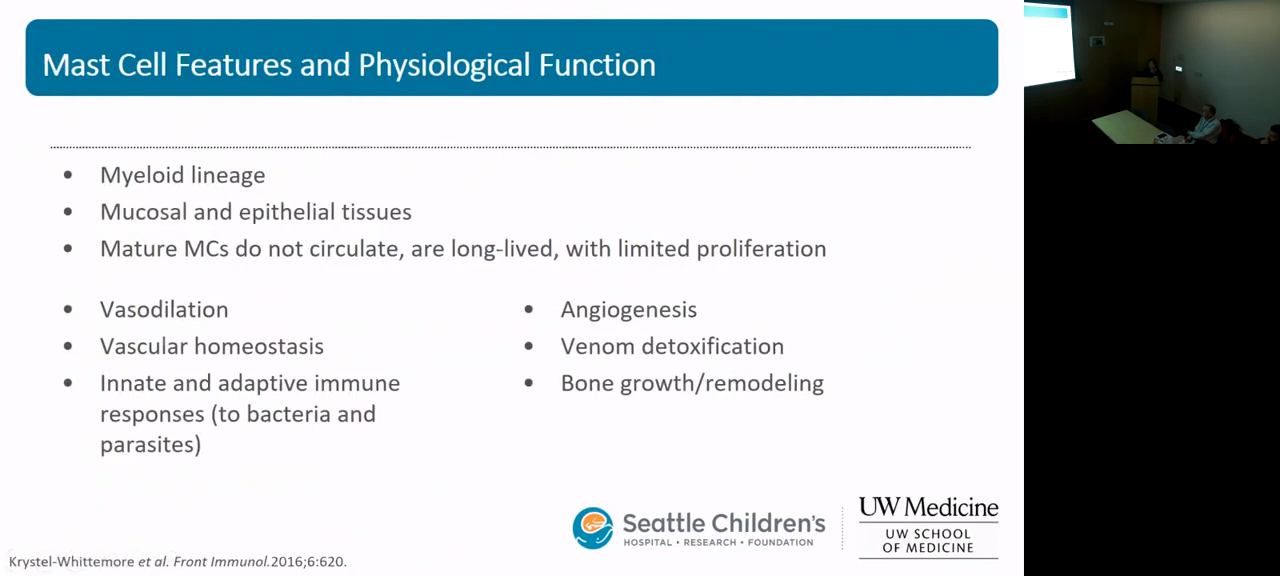 Mast Cell Features and Physiological Function
• Myeloid lineage
• Mucosal and epithelial tissues
• Mature MCs do not circulate, are long-lived, with limited proliferation
• Vasodilation
• Vascular homeostasis
• Innate and adaptive immune
responses (to bacteria and
parasites)
• Angiogenesis
• Venom detoxification
• Bone growth/remodeling
Seattle Children's
HOSPITAL • RESEARCH • FOUNDATION
UW Medicine
UW SCHOOL
OF MEDICINE
Krystel-Whittemore et al. Front Immunol.2016;6:620.